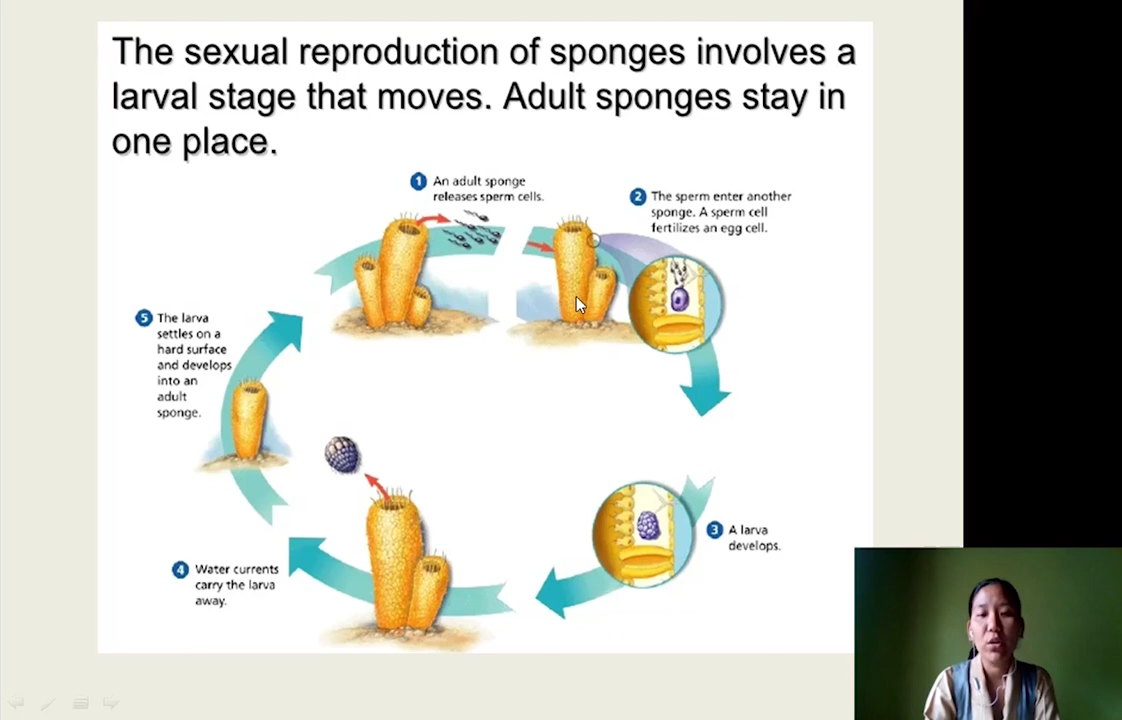 The sexual reproduction of sponges involves a
larval stage that moves. Adult sponges stay in
one place.
1 An adult sponge
releases sperm cells.
2 The sperm enter another
sponge. A sperm cell
fertilizes an egg cell.
3 A larva
develops.
4 Water currents
carry the larva
away.
5 The larva
settles on a
hard surface
and develops
into an
adult
sponge.